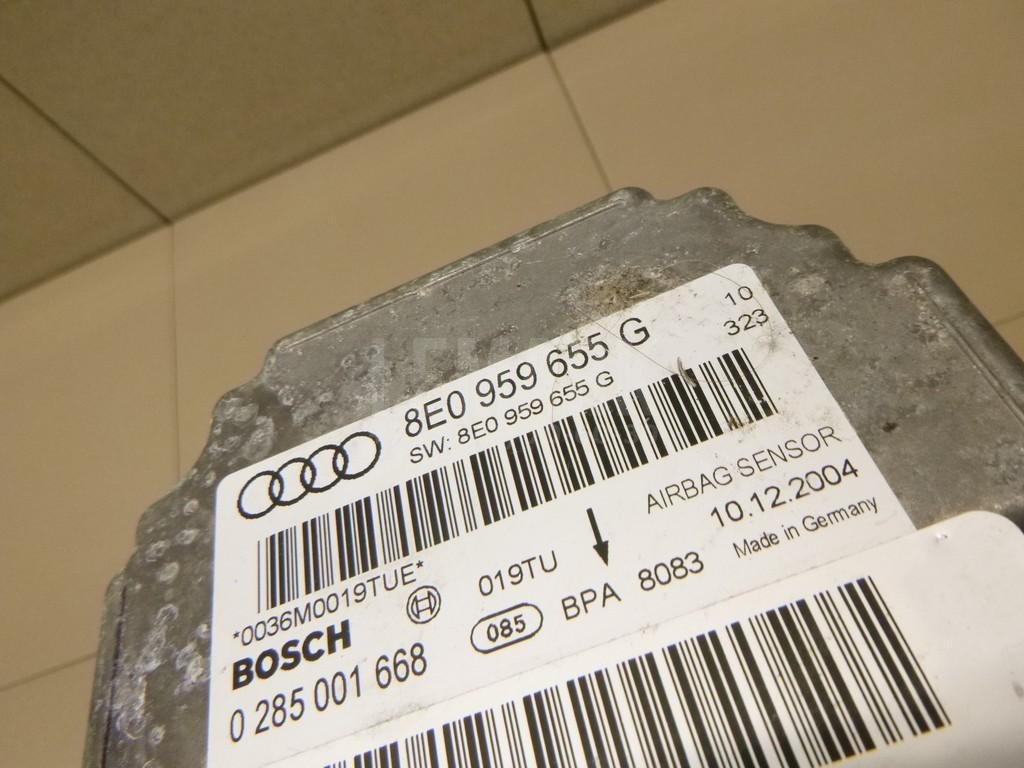 8E0 959 655 G
10
SW: 8E0 959 655 G
323
AIRBAG SENSOR
*0036M0019TUE*
10.12.2004
019TU
Made in Germany
BOSCH
085 BPA 8083
0 285 001 668